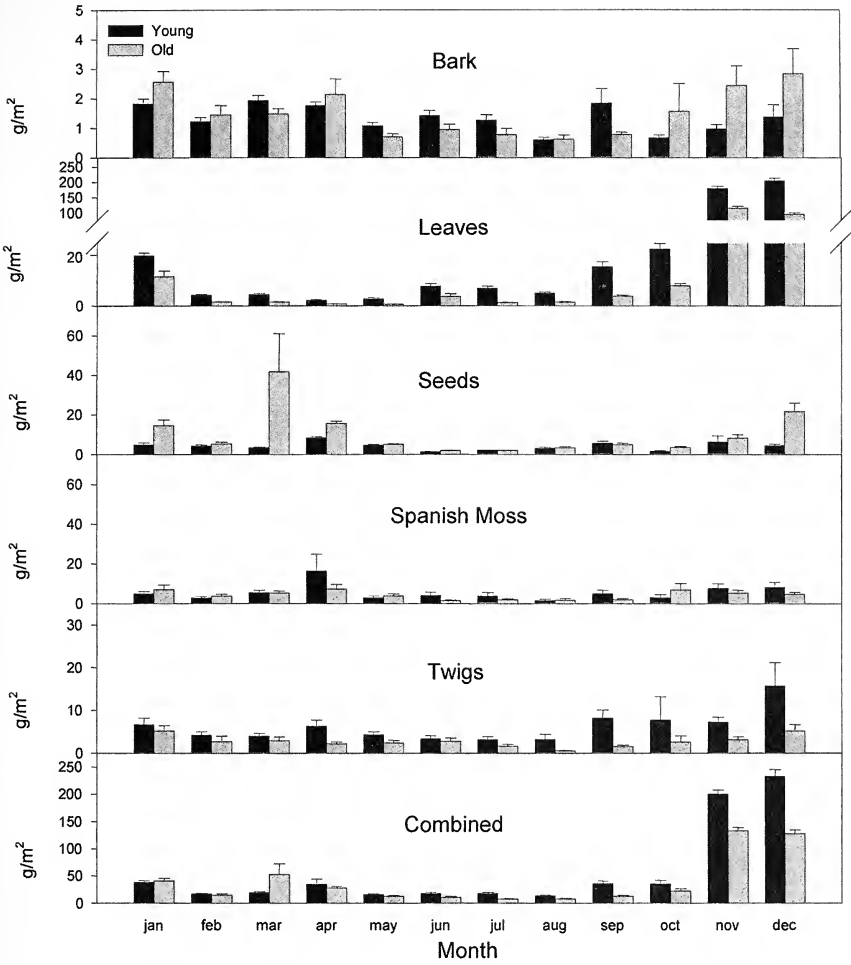 Young
Old
Bark
g/m²
5
4
3
2
1
0
Leaves
g/m²
250
200
150
100
20
0
Seeds
g/m²
60
40
20
0
Spanish Moss
g/m²
60
40
20
0
Twigs
g/m²
30
20
10
0
Combined
g/m²
250
200
150
100
50
0
jan feb mar apr may jun jul aug sep oct nov dec
Month